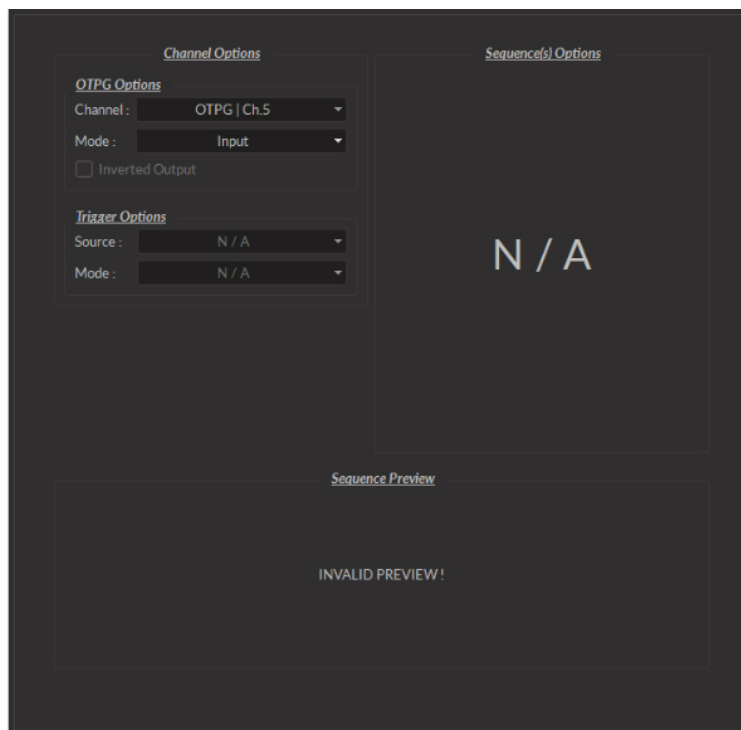 Channel Options
OTPG Options
Channel :
OTPG | Ch.5
Mode :
Input
Inverted Output
Trigger Options
Source :
N / A
Mode :
N / A
Sequence(s) Options
N / A
Sequence Preview
INVALID PREVIEW !